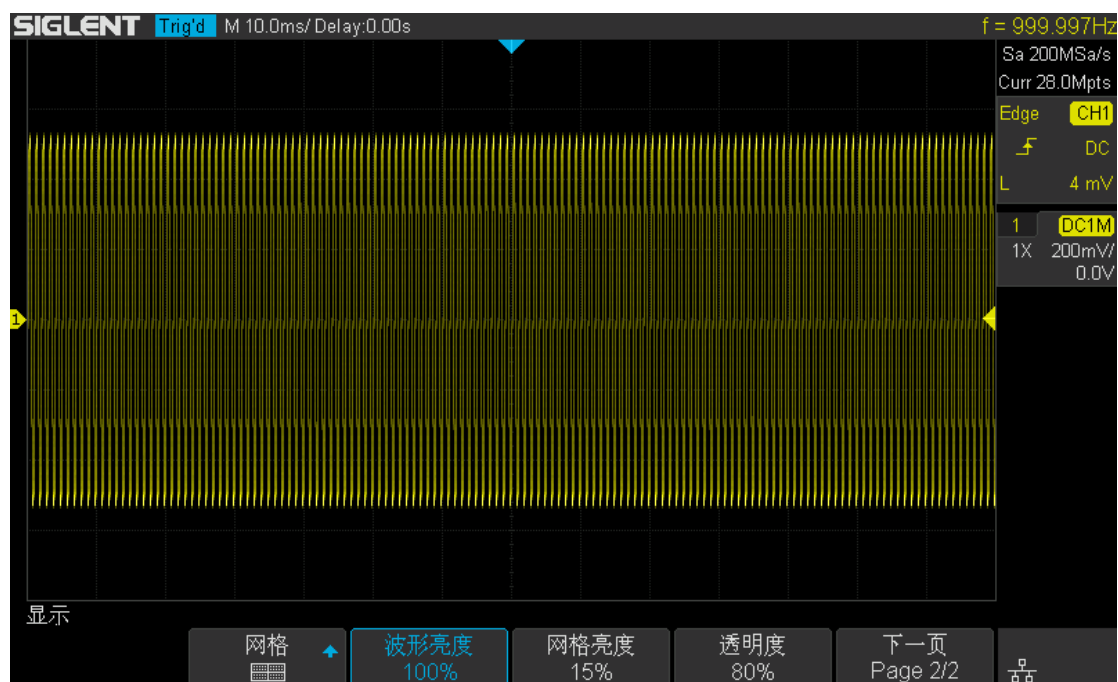 SIGLENT Trig'd M 10.0ms/ Delay:0.00s f = 999.997Hz
Sa 200MSa/s
Curr 28.0Mpts
Edge CH1
DC
L 4 mV
1 DC1M
1X 200mV/
0.0V
1
显示
网格 波形亮度 网格亮度 透明度 下一页
100% 15% 80% Page 2/2